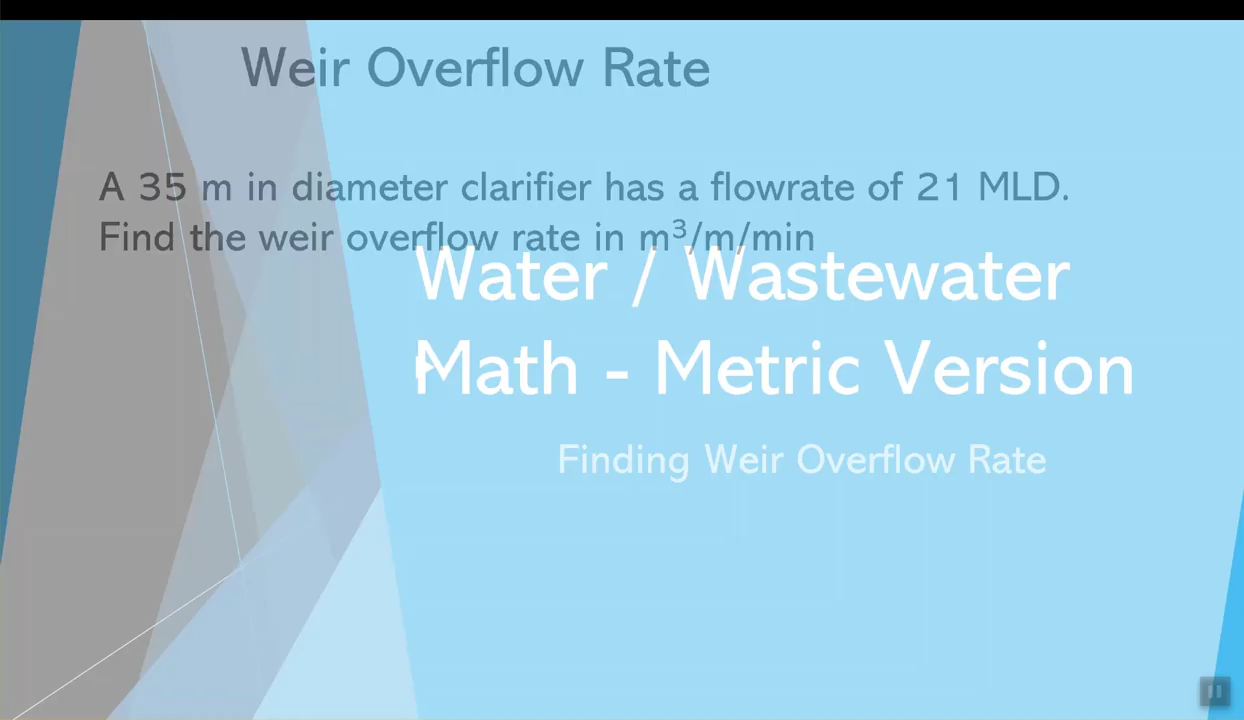 Weir Overflow Rate
A 35 m in diameter clarifier has a flowrate of 21 MLD.
Find the weir overflow rate in m³/m/min
Water / Wastewater
Math - Metric Version
Finding Weir Overflow Rate